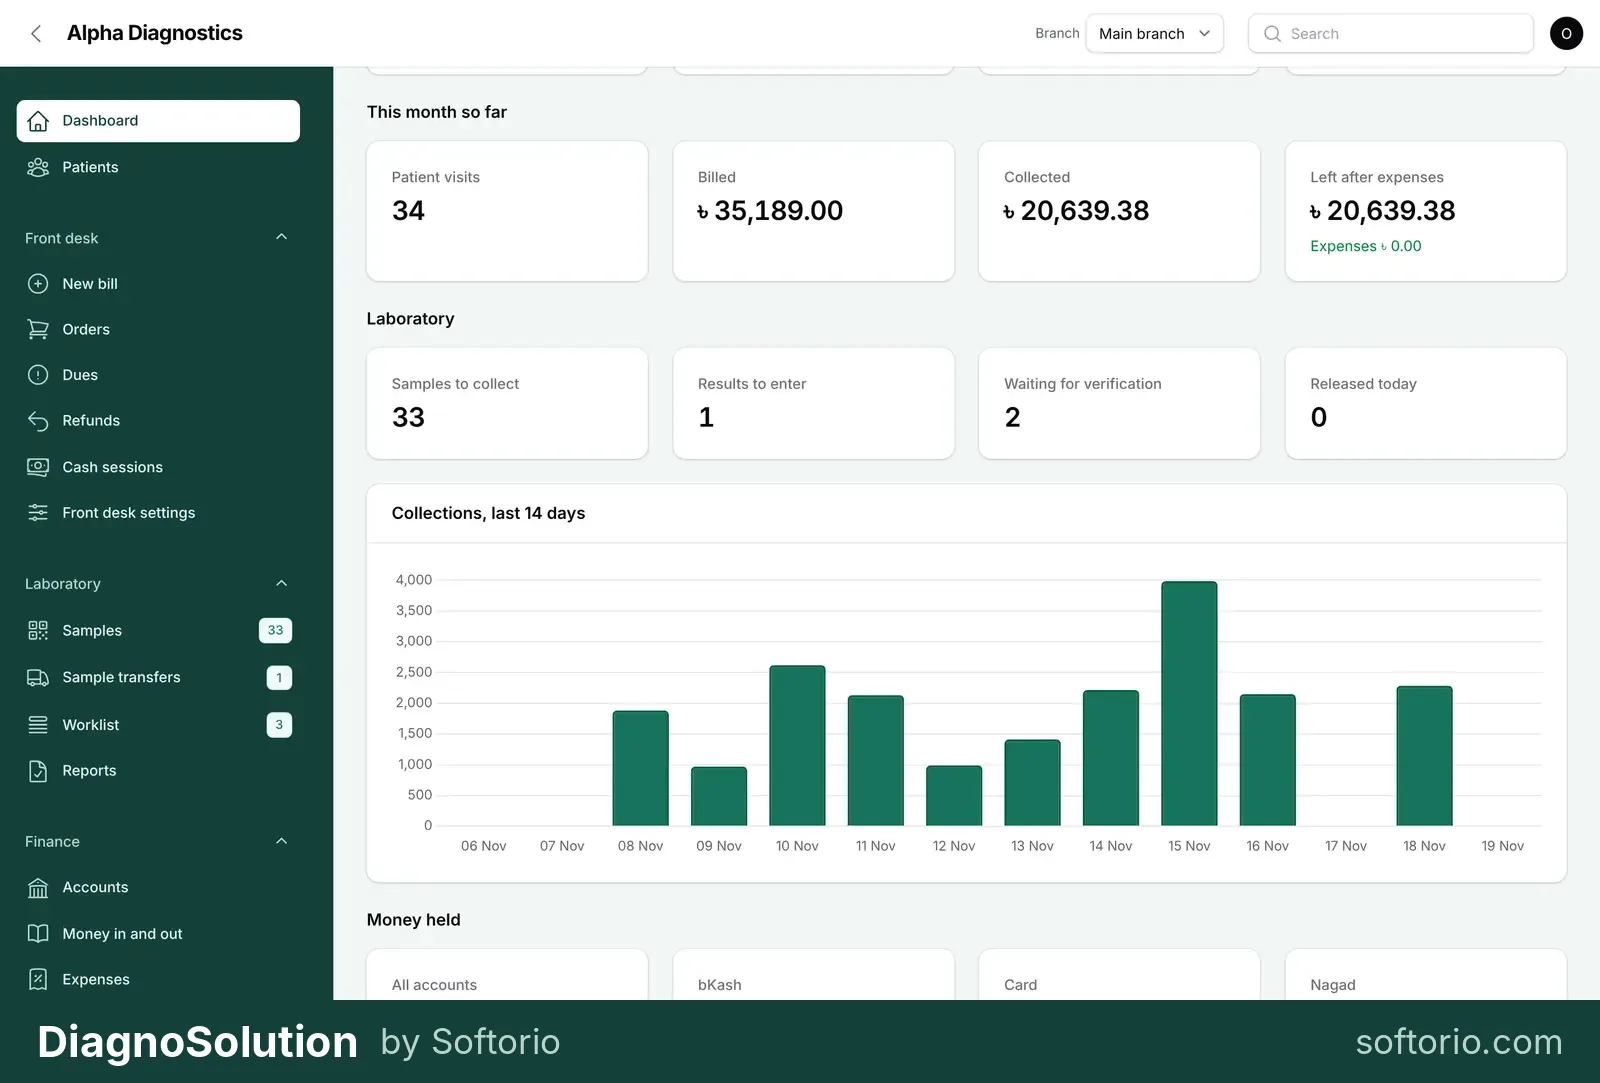 Alpha Diagnostics
Branch
Main branch
Search
O
Dashboard
Patients
Front desk
New bill
Orders
Dues
Refunds
Cash sessions
Front desk settings
Laboratory
Samples
33
Sample transfers
1
Worklist
3
Reports
Finance
Accounts
Money in and out
Expenses
This month so far
Patient visits
34
Billed
৳ 35,189.00
Collected
৳ 20,639.38
Left after expenses
৳ 20,639.38
Expenses ৳ 0.00
Laboratory
Samples to collect
33
Results to enter
1
Waiting for verification
2
Released today
0
Collections, last 14 days
4,000
3,500
3,000
2,500
2,000
1,500
1,000
500
0
06 Nov 07 Nov 08 Nov 09 Nov 10 Nov 11 Nov 12 Nov 13 Nov 14 Nov 15 Nov 16 Nov 17 Nov 18 Nov 19 Nov
Money held
All accounts
bKash
Card
Nagad
DiagnoSolution by Softorio
softorio.com